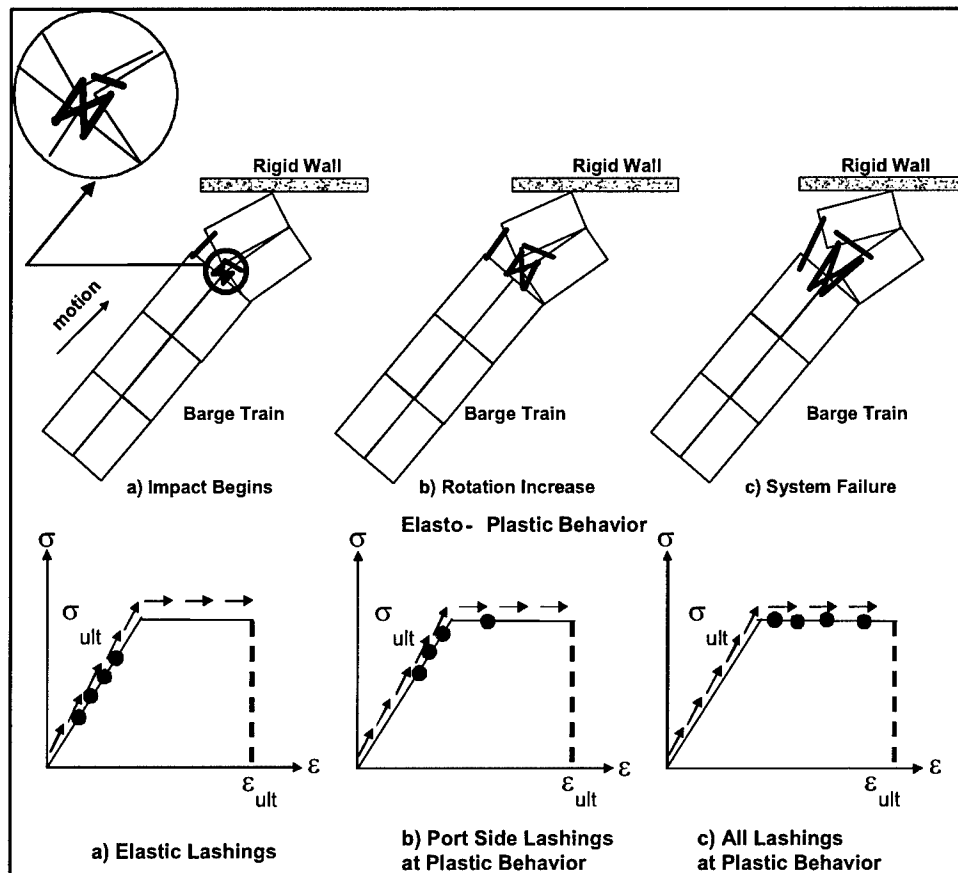 Rigid Wall
Rigid Wall
Rigid Wall
motion
Barge Train
Barge Train
Barge Train
a) Impact Begins
b) Rotation Increase
c) System Failure
Elasto - Plastic Behavior
σ
σ
σ
σ ult
σ ult
σ ult
ε
ε
ε
ε ult
ε ult
ε ult
a) Elastic Lashings
b) Port Side Lashings
at Plastic Behavior
c) All Lashings
at Plastic Behavior